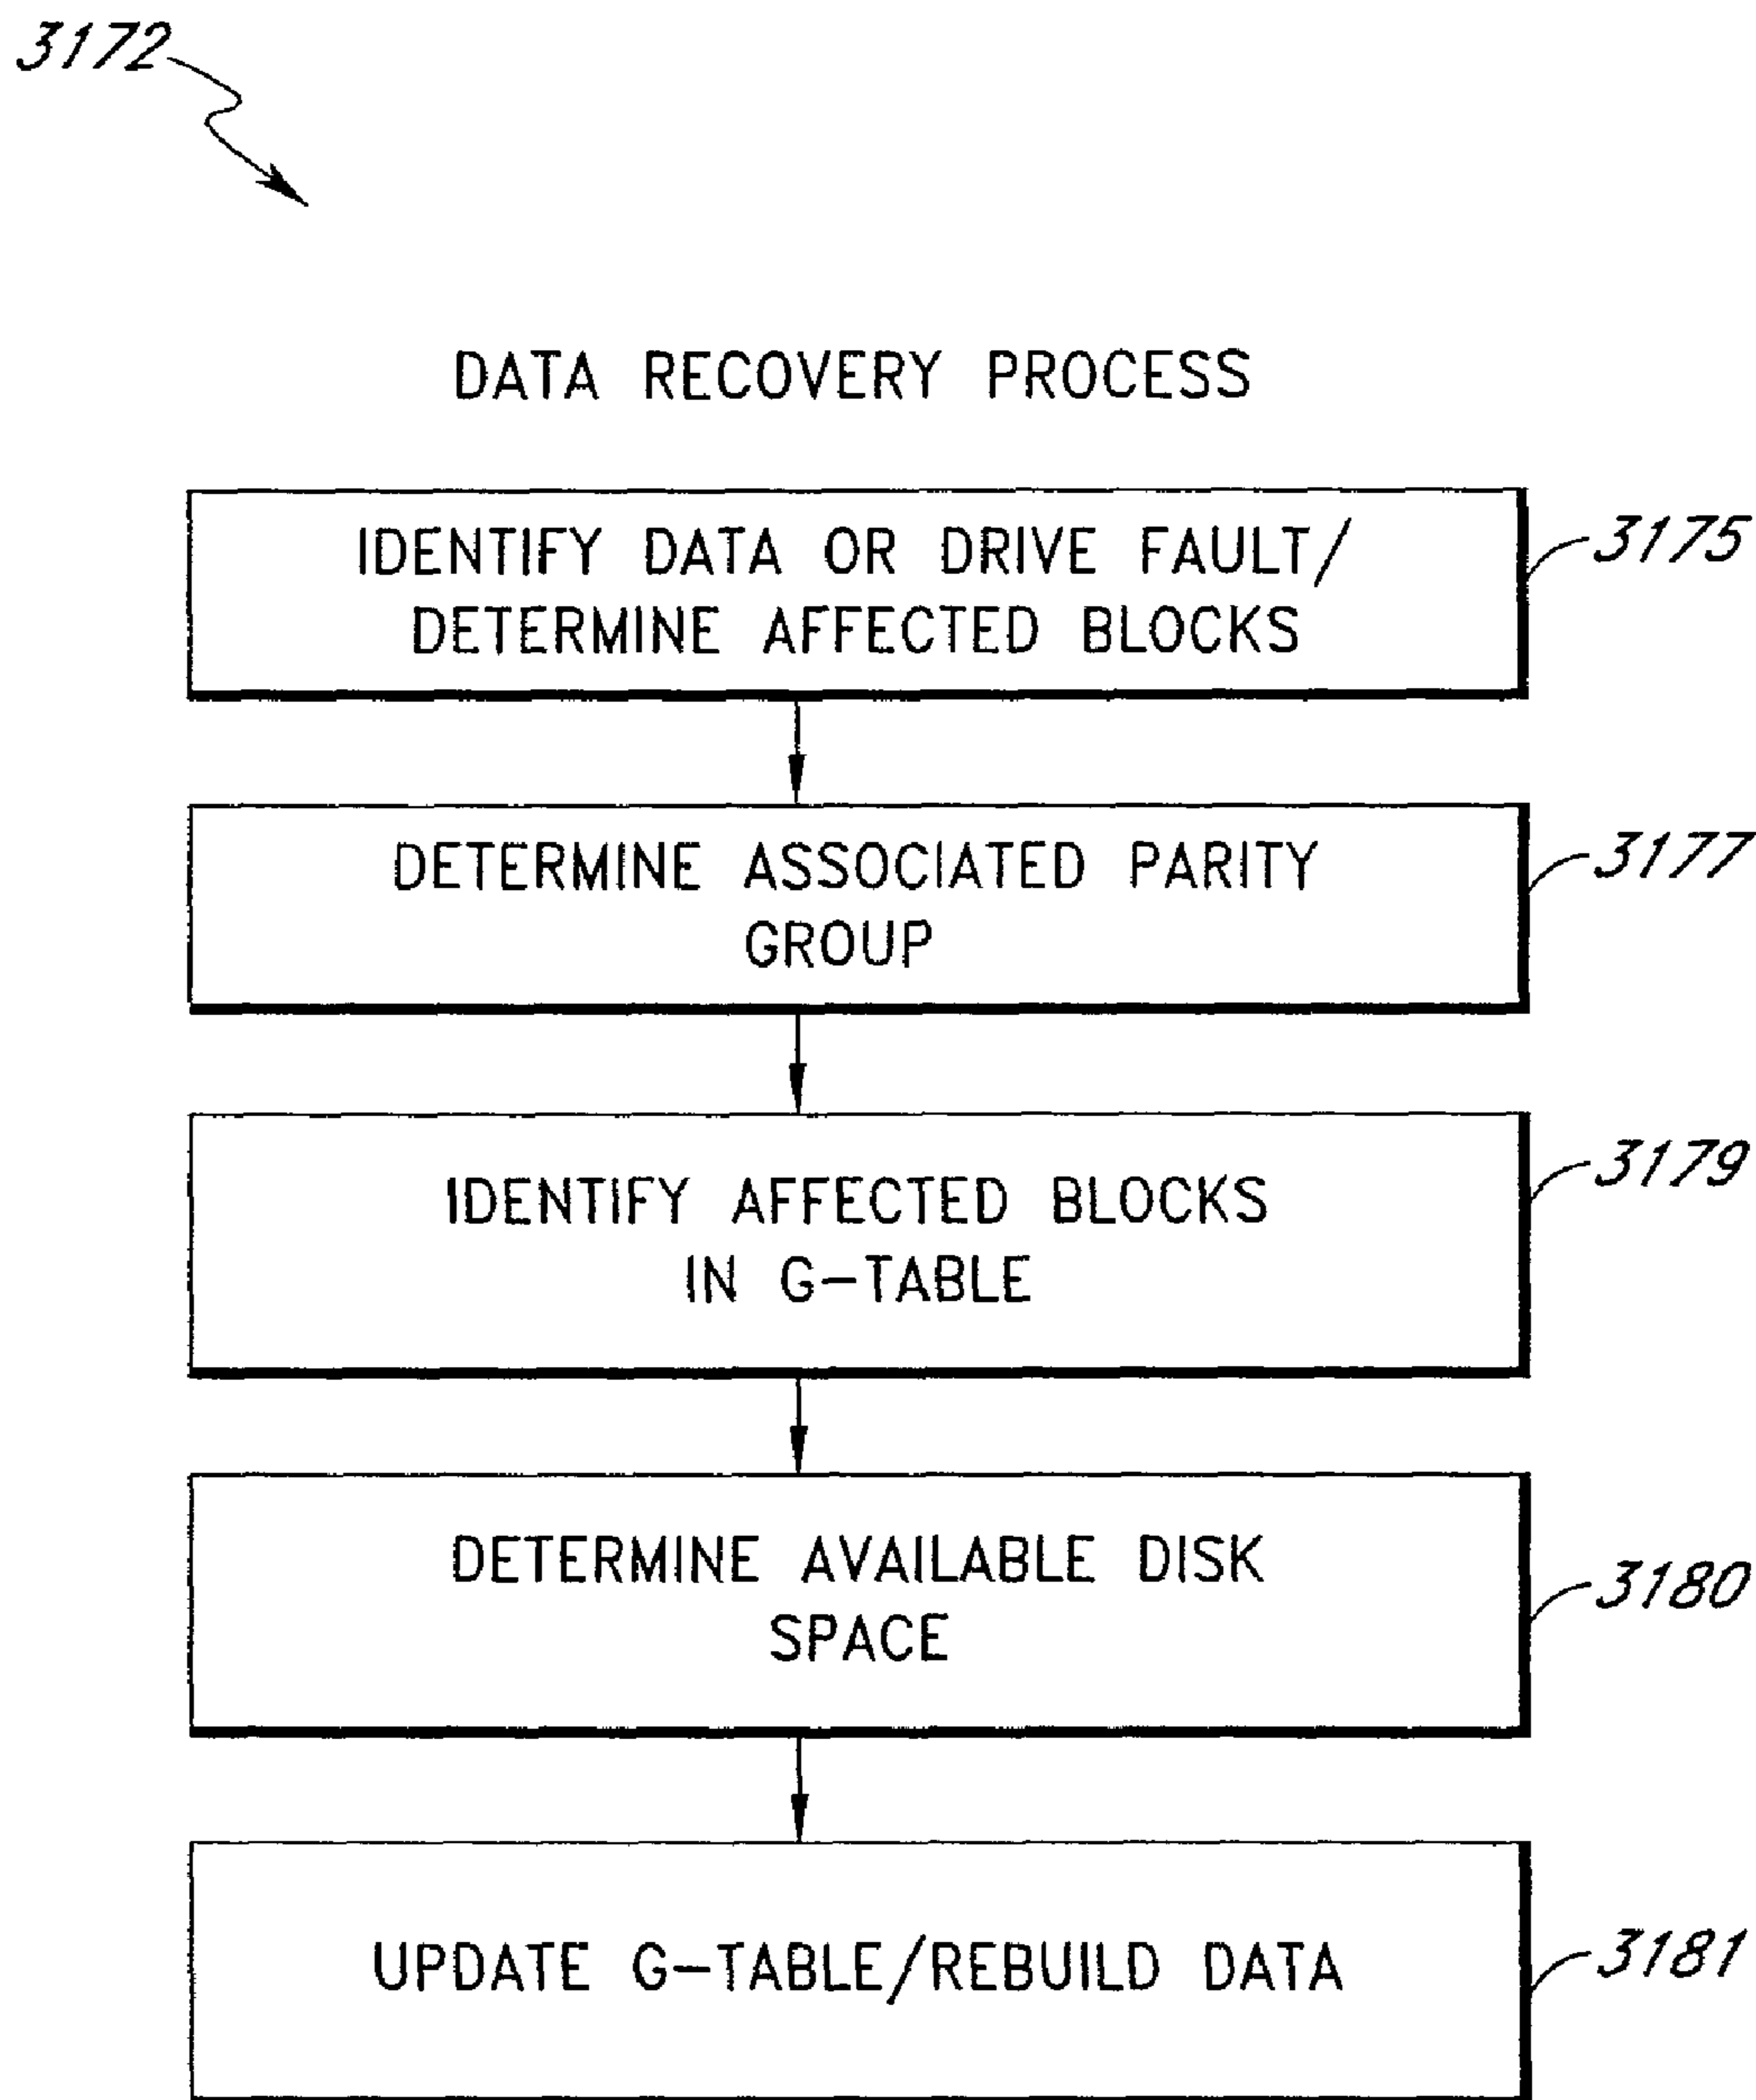 3172
DATA RECOVERY PROCESS
IDENTIFY DATA OR DRIVE FAULT/
DETERMINE AFFECTED BLOCKS
3175
DETERMINE ASSOCIATED PARITY
GROUP
3177
IDENTIFY AFFECTED BLOCKS
IN G-TABLE
3179
DETERMINE AVAILABLE DISK
SPACE
3180
UPDATE G-TABLE/REBUILD DATA
3181